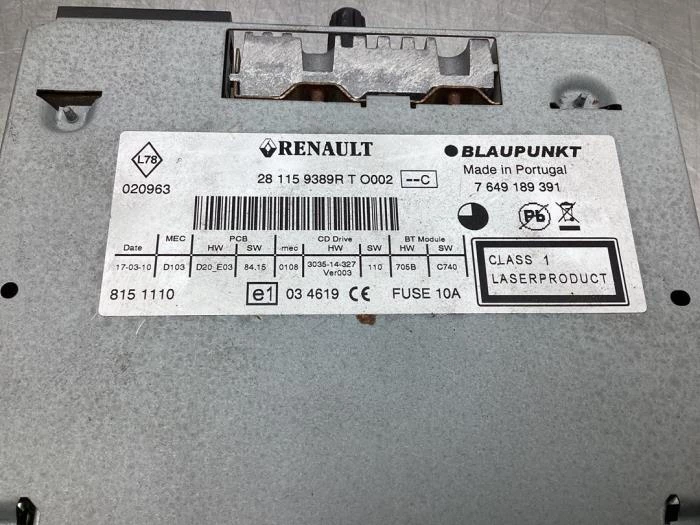 L78
020963
RENAULT
28 115 9389R T O002 --C
BLAUPUNKT
Made in Portugal
7 649 189 391
Pb
Date MEC PCB HW SW mec CD Drive HW SW BT Module HW SW
17-03-10 D103 D20_E03 84.15 0108 3035-14-327 Ver003 110 705B C740
CLASS 1
LASERPRODUCT
815 1110 e1 03 4619 CE FUSE 10A